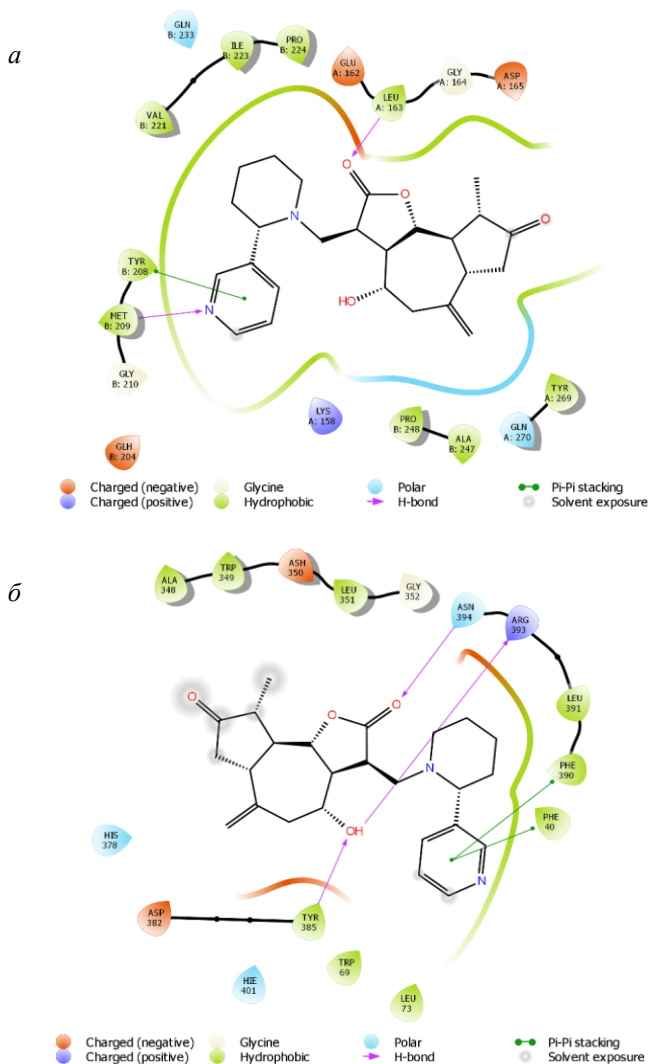 а
GLN
B: 233
ILE
B: 223
PRO
B: 224
VAL
B: 221
GLU
A: 162
LEU
A: 163
GLY
A: 164
ASP
A: 165
O
O
N
O
TYR
B: 208
MET
B: 209
GLY
B: 210
N
HO
GLH
B: 204
LYS
A: 158
PRO
B: 248
ALA
B: 247
TYR
A: 269
GLN
A: 270
Charged (negative)
Charged (positive)
Glycine
Hydrophobic
Polar
H-bond
Pi-Pi stacking
Solvent exposure
б
ALA
348
TRP
349
ASH
350
LEU
351
GLY
352
ASN
394
ARG
393
LEU
391
PHE
390
PHE
40
O
O
O
N
OH
N
HIS
378
ASP
382
TYR
385
HIE
401
TRP
69
LEU
73
Charged (negative)
Charged (positive)
Glycine
Hydrophobic
Polar
H-bond
Pi-Pi stacking
Solvent exposure